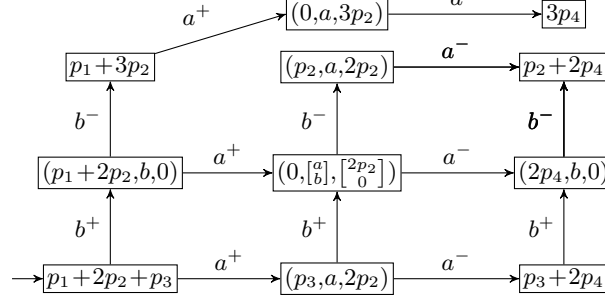 a⁺ (0,a,3p₂) a⁻ 3p₄
p₁+3p₂ (p₂,a,2p₂) a⁻ p₂+2p₄
b⁻ b⁻ b⁻
(p₁+2p₂,b,0) a⁺ (0,[a b],[2p₂ 0]) a⁻ (2p₄,b,0)
b⁺ b⁺ b⁺
p₁+2p₂+p₃ a⁺ (p₃,a,2p₂) a⁻ p₃+2p₄